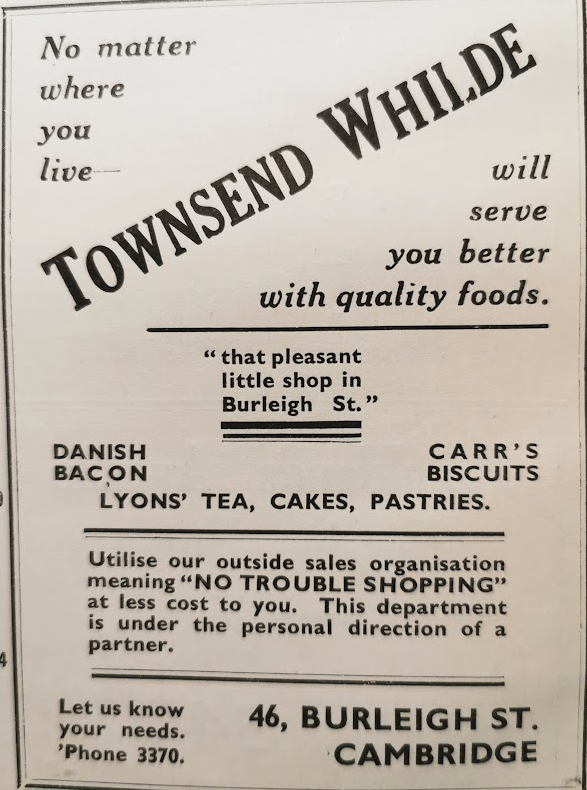 No matter
where
you
live—
TOWNSEND WHILDE
will
serve
you better
with quality foods.
"that pleasant
little shop in
Burleigh St."
DANISH
BACON
CARR'S
BISCUITS
LYONS' TEA, CAKES, PASTRIES.
Utilise our outside sales organisation
meaning "NO TROUBLE SHOPPING"
at less cost to you. This department
is under the personal direction of a
partner.
Let us know
your needs.
'Phone 3370.
46, BURLEIGH ST.
CAMBRIDGE